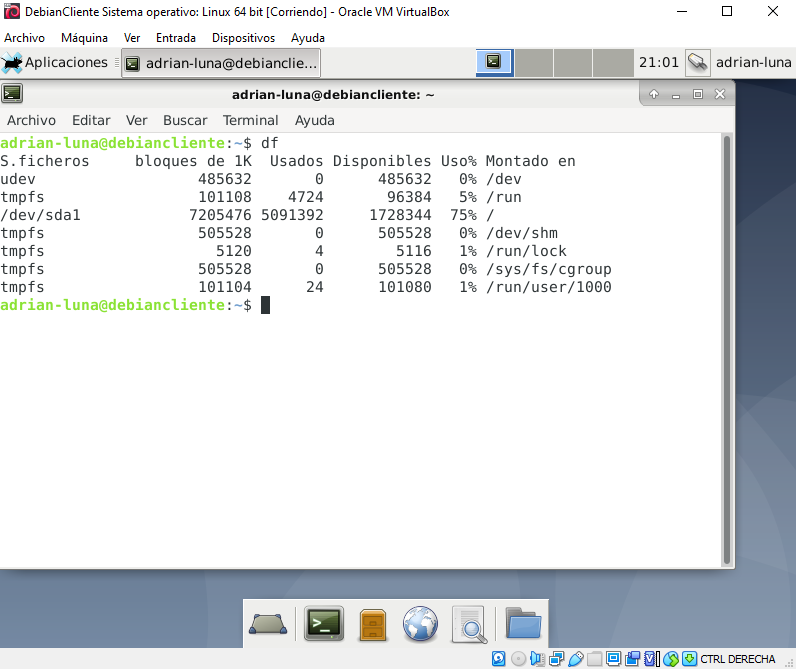 DebianCliente Sistema operativo: Linux 64 bit [Corriendo] - Oracle VM VirtualBox
Archivo Máquina Ver Entrada Dispositivos Ayuda
Aplicaciones adrian-luna@debianclie... 21:01 adrian-luna
adrian-luna@debiancliente: ~
Archivo Editar Ver Buscar Terminal Ayuda
adrian-luna@debiancliente:~$ df
S.ficheros     bloques de 1K  Usados Disponibles Uso% Montado en
udev                  485632       0      485632   0% /dev
tmpfs                 101108    4724       96384   5% /run
/dev/sda1            7205476 5091392     1728344  75% /
tmpfs                 505528       0      505528   0% /dev/shm
tmpfs                   5120       4        5116   1% /run/lock
tmpfs                 505528       0      505528   0% /sys/fs/cgroup
tmpfs                 101104      24      101080   1% /run/user/1000
adrian-luna@debiancliente:~$
CTRL DERECHA